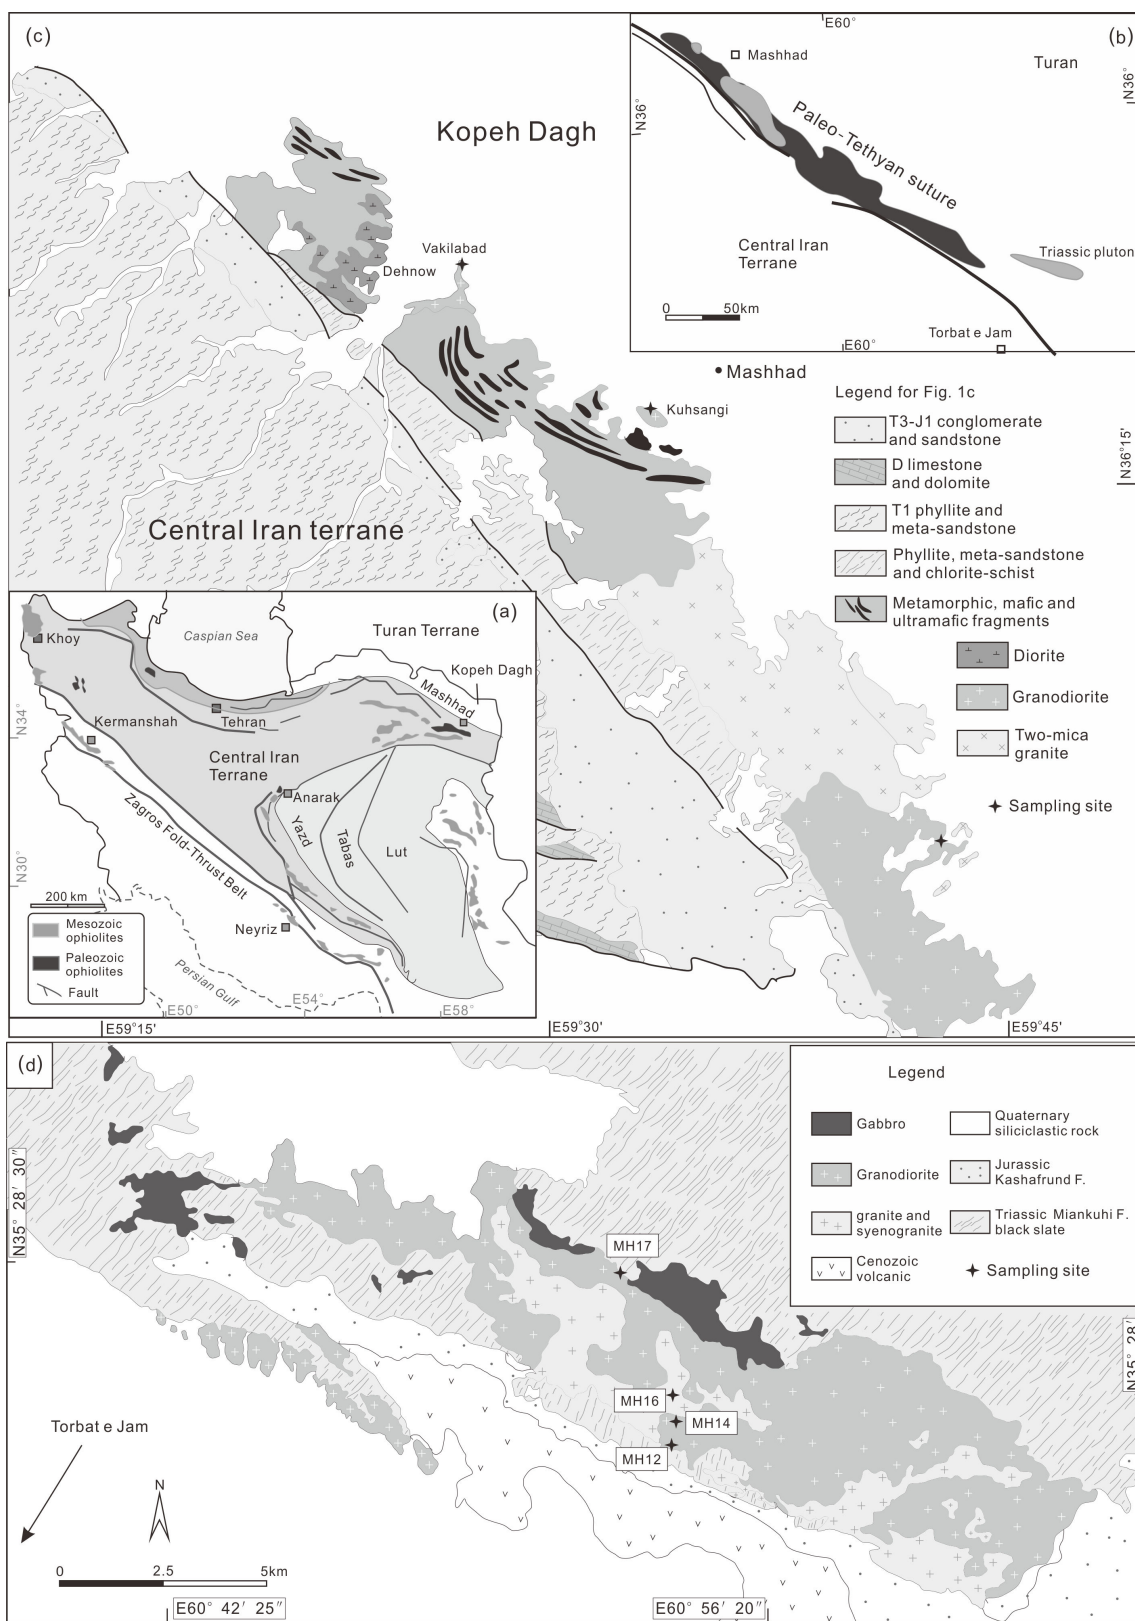 (c)
Kopeh Dagh
Vakilabad
Dehnow
Kuhsangi
Mashhad
Central Iran terrane
N36°15'
E59°15'
E59°30'
E59°45'
(b)
E60°
Mashhad
Turan
N36°
N36°
Paleo-Tethyan
suture
Central Iran
Terrane
Triassic pluton
0
50km
Torbat e Jam
E60°
Legend for Fig. 1c
T3-J1 conglomerate
and sandstone
D limestone
and dolomite
T1 phyllite and
meta-sandstone
Phyllite, meta-sandstone
and chlorite-schist
Metamorphic, mafic and
ultramafic fragments
Diorite
Granodiorite
Two-mica
granite
Sampling site
(a)
Khoy
Caspian Sea
Turan Terrane
Kopeh Dagh
Mashhad
Kermanshah
Tehran
Central Iran
Terrane
Anarak
Yazd
Tabas
Lut
Zagros Fold-Thrust Belt
Neyriz
Persian Gulf
N34°
N30°
200 km
Mesozoic
ophiolites
Paleozoic
ophiolites
Fault
E50°
E54°
E58°
(d)
N35° 28′ 30″
N35° 28′
MH17
MH16
MH14
MH12
Torbat e Jam
N
0
2.5
5km
E60° 42′ 25″
E60° 56′ 20″
Legend
Gabbro
Quaternary
siliciclastic rock
Granodiorite
Jurassic
Kashafrund F.
granite and
syenogranite
Triassic Miankuhi F.
black slate
Cenozoic
volcanic
Sampling site